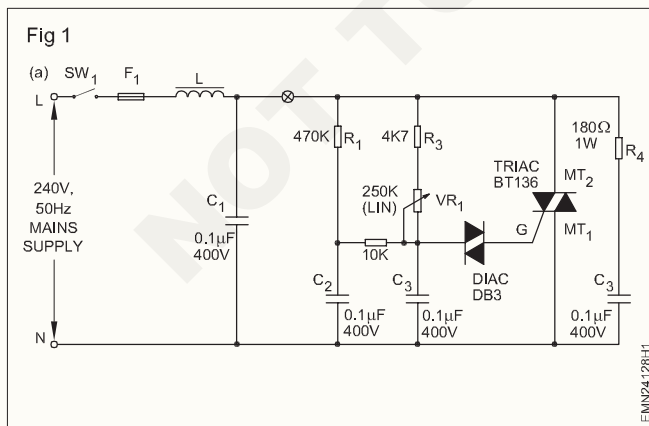 Fig 1
(a)
SW1
F1
L
L
240V,
50Hz
MAINS
SUPPLY
N
C1
0.1µF
400V
470K
R1
4K7
R3
250K
(LIN)
VR1
10K
C2
0.1µF
400V
C3
0.1µF
400V
DIAC
DB3
G
TRIAC
BT136
MT2
MT1
180Ω
1W
R4
C3
0.1µF
400V
EMN24128H1
NOT TO